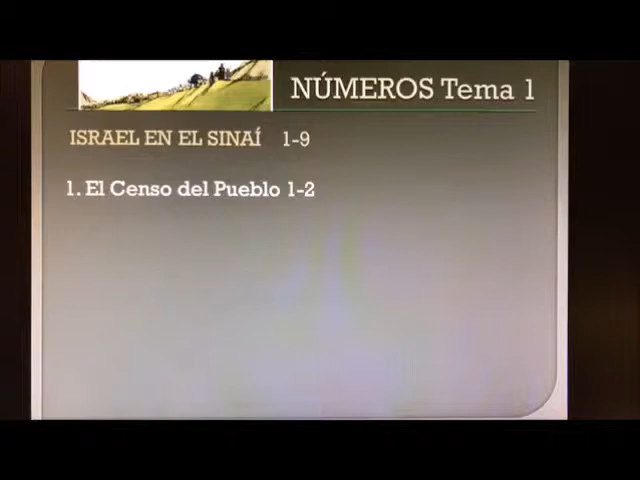 NÚMEROS Tema 1
ISRAEL EN EL SINAÍ 1-9
1. El Censo del Pueblo 1-2